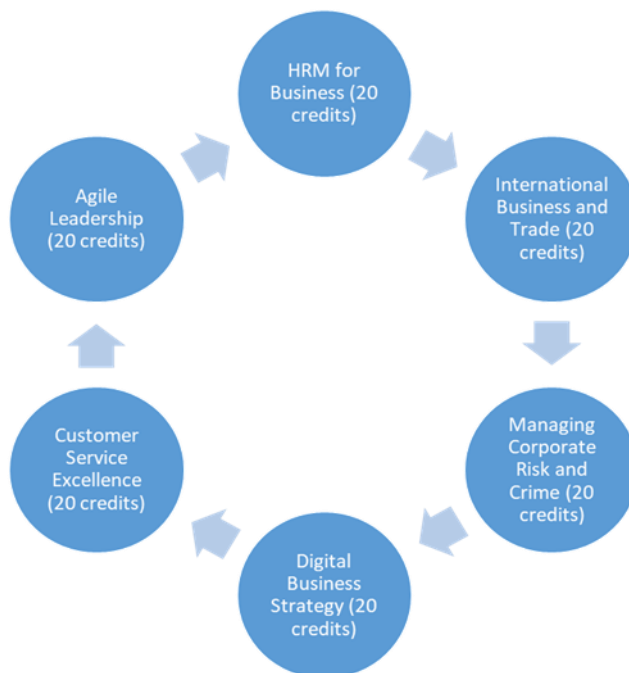 HRM for
Business (20
credits)
International
Business and
Trade (20
credits)
Managing
Corporate
Risk and
Crime (20
credits)
Digital
Business
Strategy (20
credits)
Customer
Service
Excellence
(20 credits)
Agile
Leadership
(20 credits)